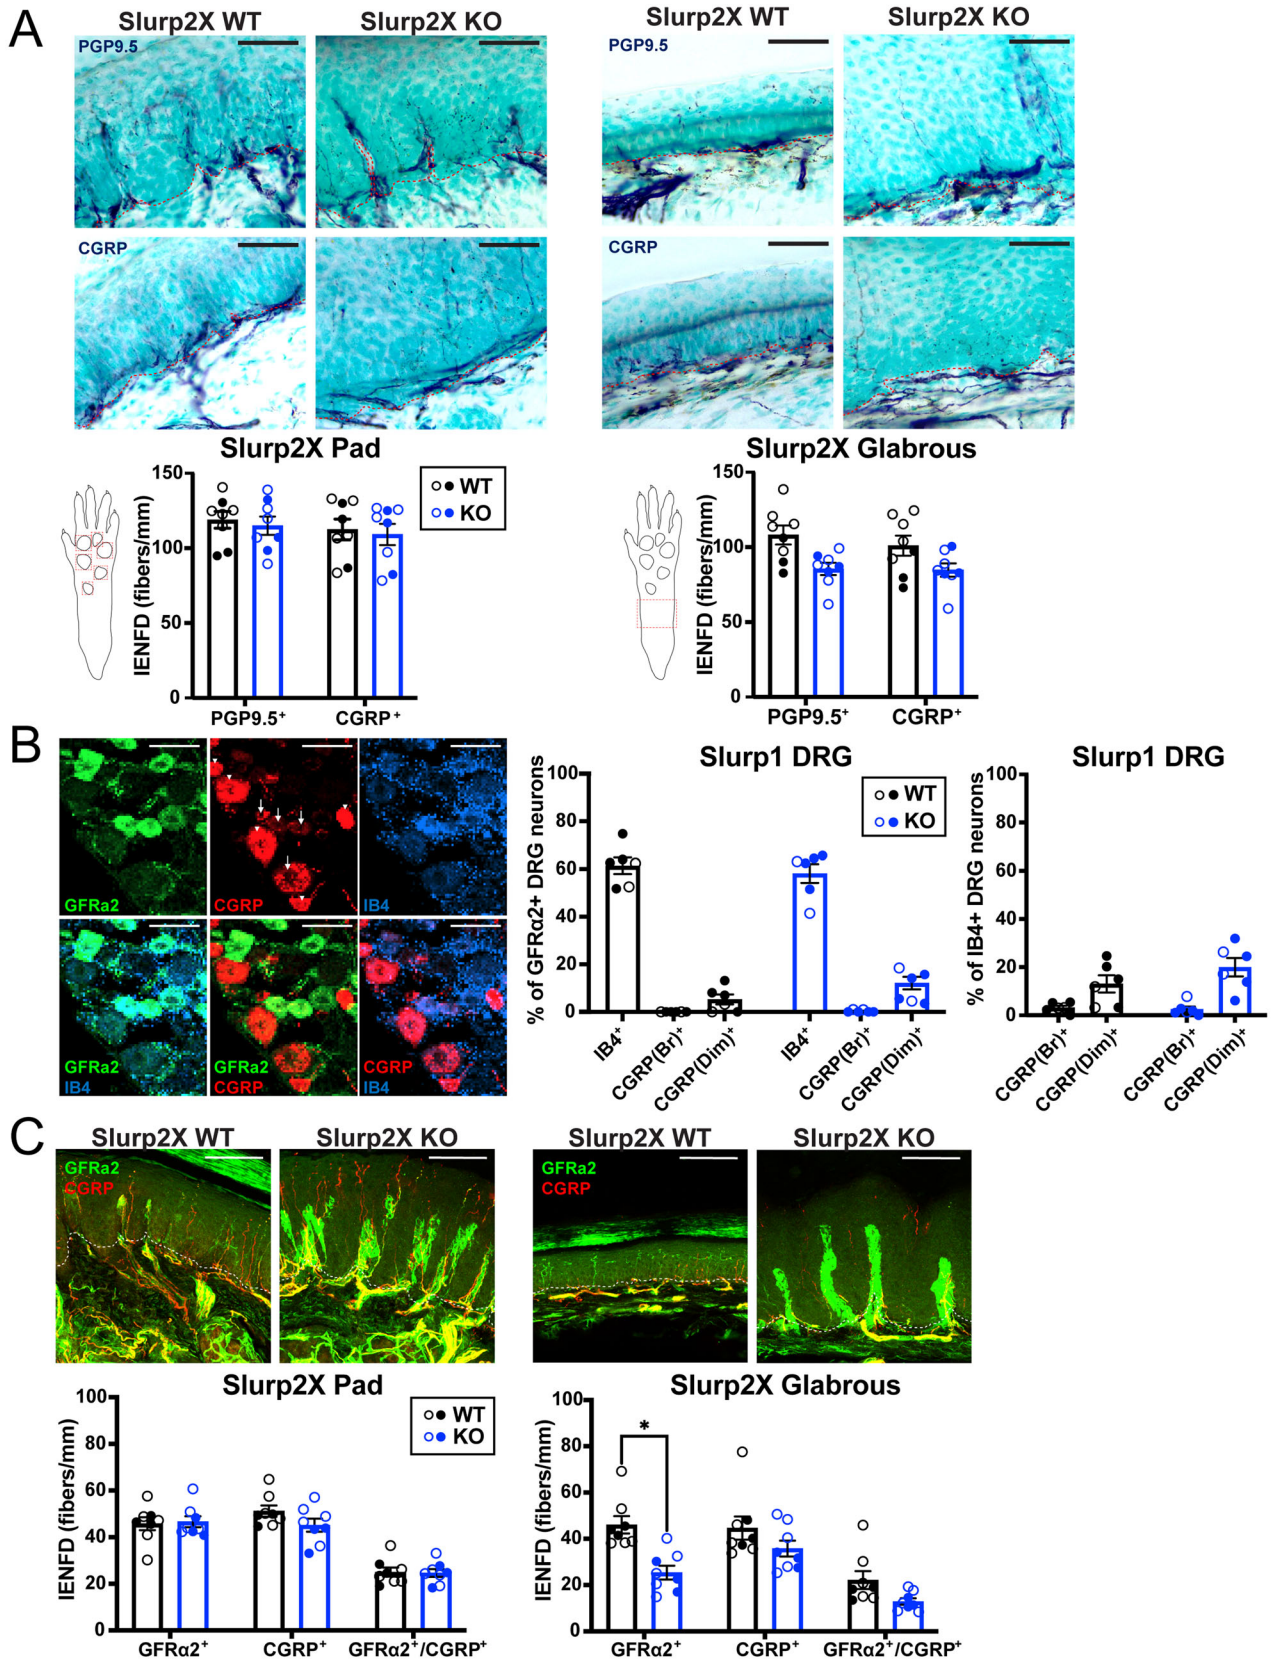 A
Slurp2X WT
Slurp2X KO
Slurp2X WT
Slurp2X KO
PGP9.5
PGP9.5
CGRP
CGRP
Slurp2X Pad
IENFD (fibers/mm)
150
100
50
0
PGP9.5⁺
CGRP⁺
WT
KO
Slurp2X Glabrous
IENFD (fibers/mm)
150
100
50
0
PGP9.5⁺
CGRP⁺
B
GFRa2
CGRP
IB4
GFRa2
IB4
GFRa2
CGRP
CGRP
IB4
Slurp1 DRG
% of GFRα2+ DRG neurons
100
80
60
40
20
0
IB4⁺
CGRP(Br)⁺
CGRP(Dim)⁺
IB4⁺
CGRP(Br)⁺
CGRP(Dim)⁺
WT
KO
Slurp1 DRG
% of IB4+ DRG neurons
100
80
60
40
20
0
CGRP(Br)⁺
CGRP(Dim)⁺
CGRP(Br)⁺
CGRP(Dim)⁺
C
Slurp2X WT
Slurp2X KO
Slurp2X WT
Slurp2X KO
GFRa2
CGRP
GFRa2
CGRP
Slurp2X Pad
IENFD (fibers/mm)
100
80
60
40
20
0
GFRα2⁺
CGRP⁺
GFRα2⁺/CGRP⁺
WT
KO
Slurp2X Glabrous
IENFD (fibers/mm)
100
80
60
40
20
0
*
GFRα2⁺
CGRP⁺
GFRα2⁺/CGRP⁺